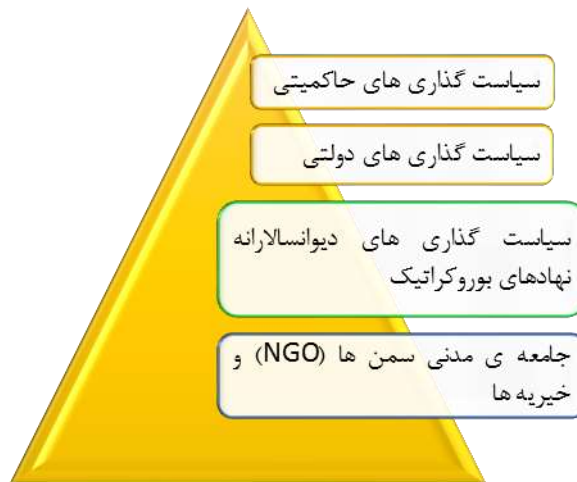 سیاست گذاری های حاکمیتی
سیاست گذاری های دولتی
سیاست گذاری های دیوانسالارانه
نهادهای بوروکراتیک
جامعه ی مدنی سمن ها (NGO) و
خیریه ها